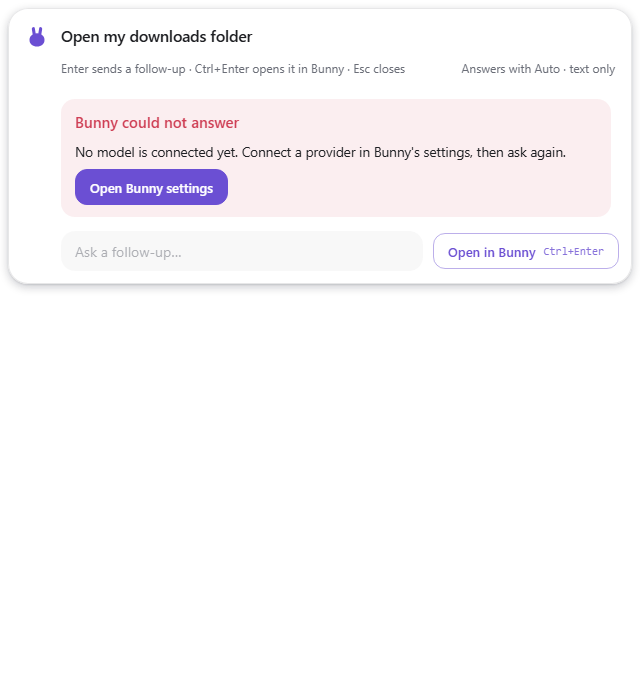 Open my downloads folder
Enter sends a follow-up · Ctrl+Enter opens it in Bunny · Esc closes
Answers with Auto · text only
Bunny could not answer
No model is connected yet. Connect a provider in Bunny's settings, then ask again.
Open Bunny settings
Ask a follow-up...
Open in Bunny Ctrl+Enter